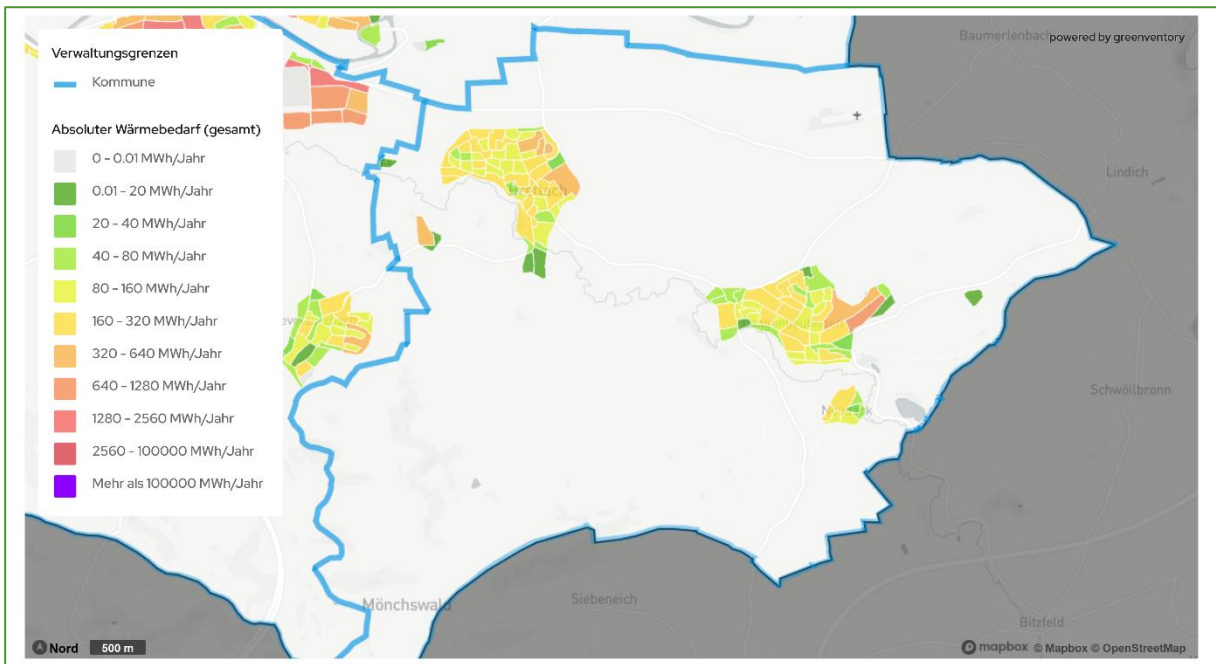 Verwaltungsgrenzen
Kommune
Absoluter Wärmebedarf (gesamt)
0 - 0.01 MWh/Jahr
0.01 - 20 MWh/Jahr
20 - 40 MWh/Jahr
40 - 80 MWh/Jahr
80 - 160 MWh/Jahr
160 - 320 MWh/Jahr
320 - 640 MWh/Jahr
640 - 1280 MWh/Jahr
1280 - 2560 MWh/Jahr
2560 - 100000 MWh/Jahr
Mehr als 100000 MWh/Jahr
Baumerlenbach
powered by greenventory
Lindich
Schwöllbronn
Mönchswald
Siebeneich
Bitzfeld
Nord
500 m
mapbox © Mapbox © OpenStreetMap